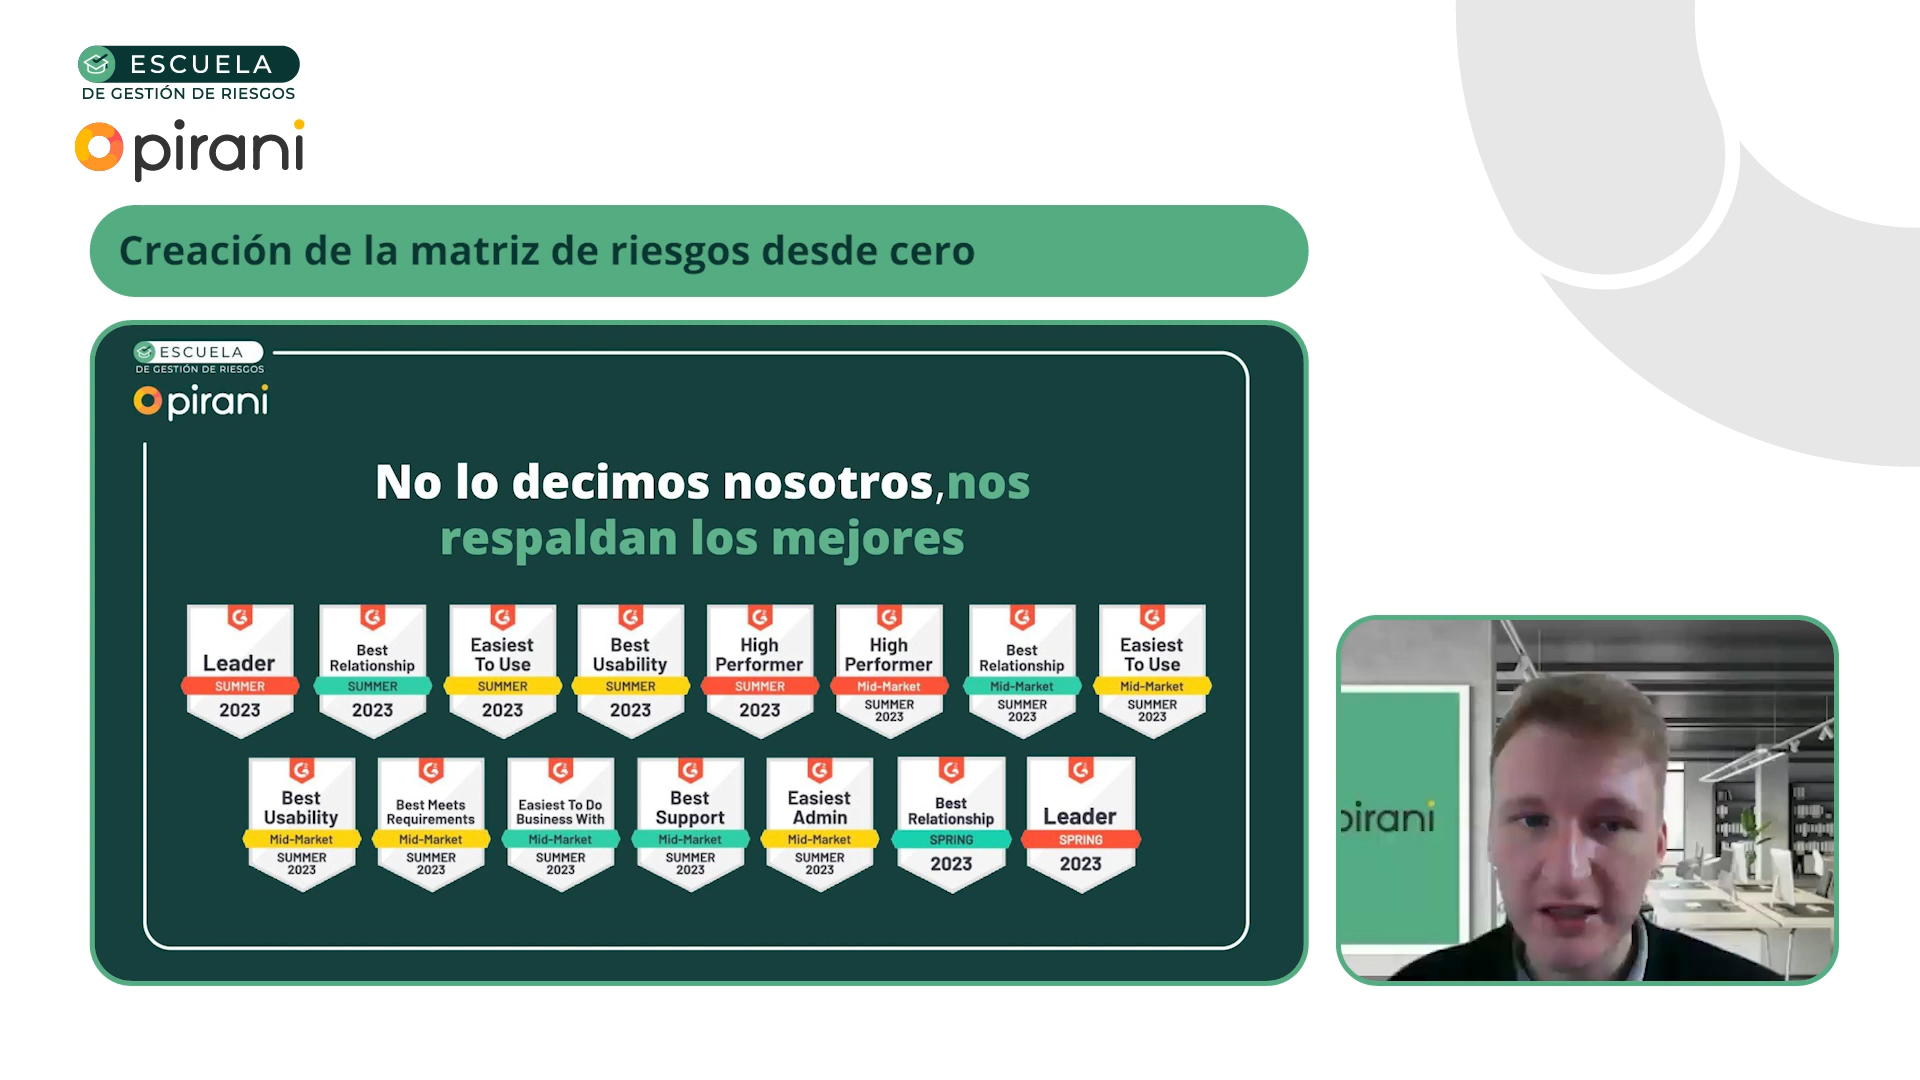 ESCUELA
DE GESTIÓN DE RIESGOS
pirani
Creación de la matriz de riesgos desde cero
ESCUELA
DE GESTIÓN DE RIESGOS
pirani
No lo decimos nosotros,nos
respaldan los mejores
Leader
SUMMER
2023
Best
Relationship
SUMMER
2023
Easiest
To Use
SUMMER
2023
Best
Usability
SUMMER
2023
High
Performer
SUMMER
2023
High
Performer
Mid-Market
SUMMER
2023
Best
Relationship
Mid-Market
SUMMER
2023
Easiest
To Use
Mid-Market
SUMMER
2023
Best
Usability
Mid-Market
SUMMER
2023
Best Meets
Requirements
Mid-Market
SUMMER
2023
Easiest To Do
Business With
Mid-Market
SUMMER
2023
Best
Support
Mid-Market
SUMMER
2023
Easiest
Admin
Mid-Market
SUMMER
2023
Best
Relationship
SPRING
2023
Leader
SPRING
2023
pirani